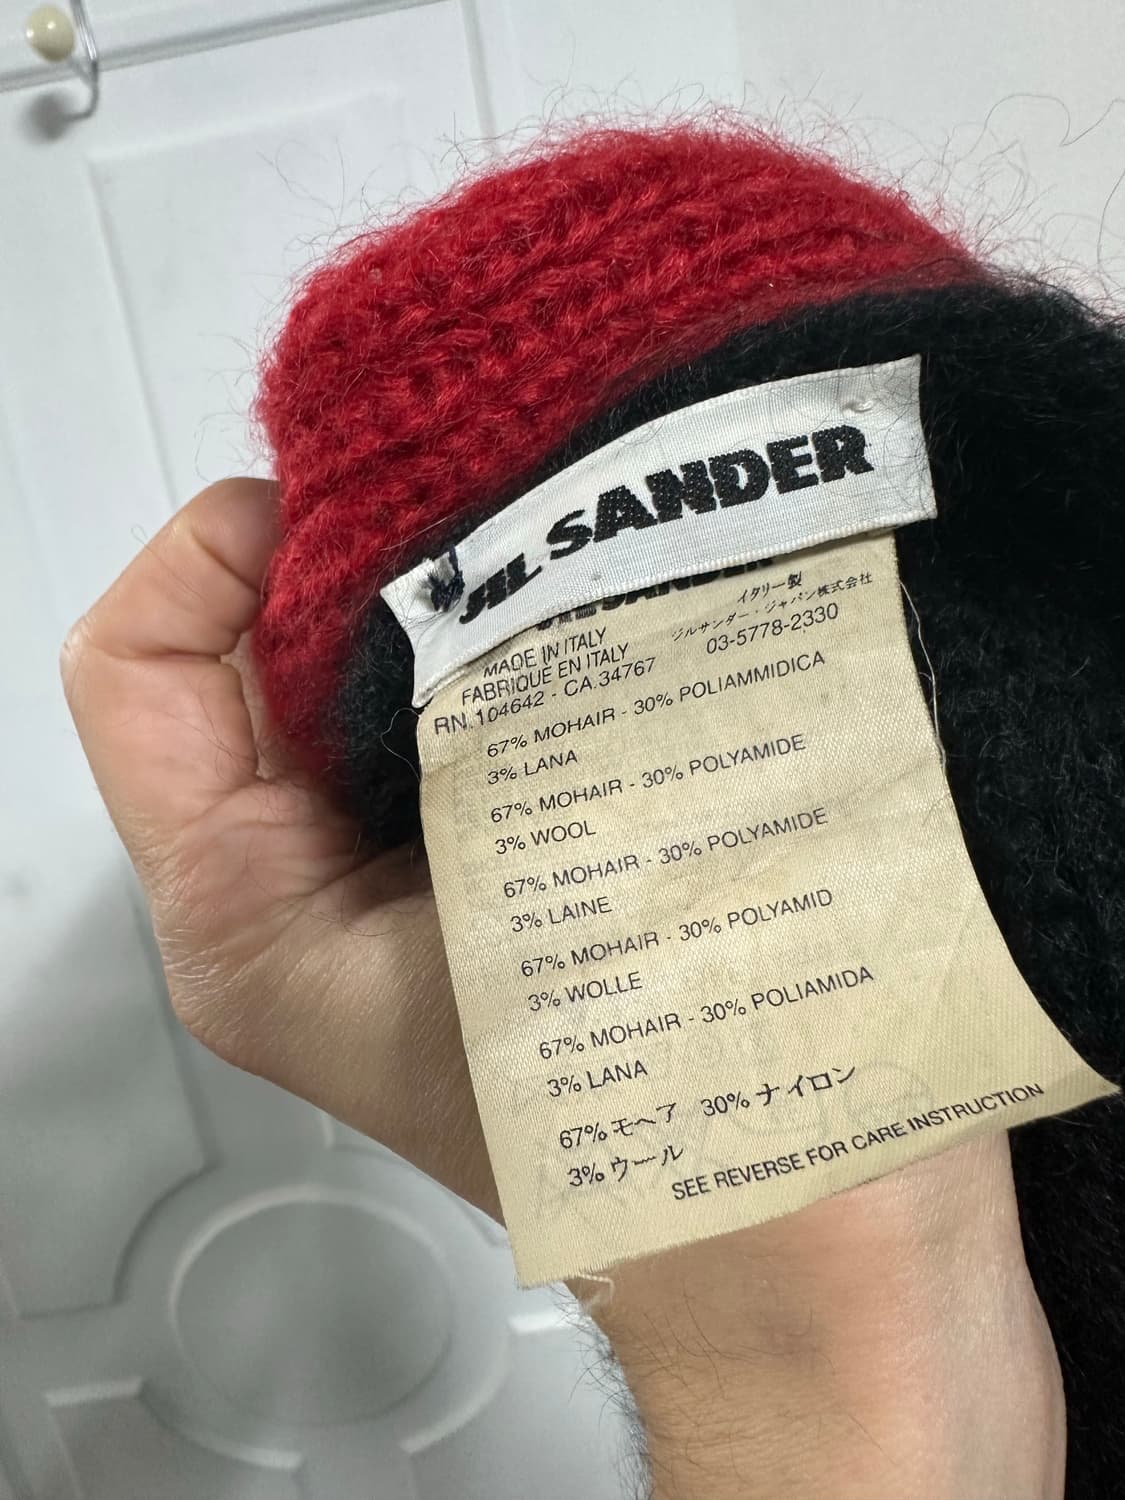 JIL SANDER
JIL SANDER
MADE IN ITALY
FABRIQUE EN ITALY
RN.104642 - CA.34767
イタリー製
ジルサンダー・ジャパン株式会社
03-5778-2330
67% MOHAIR - 30% POLIAMMIDICA
3% LANA
67% MOHAIR - 30% POLYAMIDE
3% WOOL
67% MOHAIR - 30% POLYAMIDE
3% LAINE
67% MOHAIR - 30% POLYAMID
3% WOLLE
67% MOHAIR - 30% POLIAMIDA
3% LANA
67% モヘア 30% ナイロン
3% ウール
SEE REVERSE FOR CARE INSTRUCTION